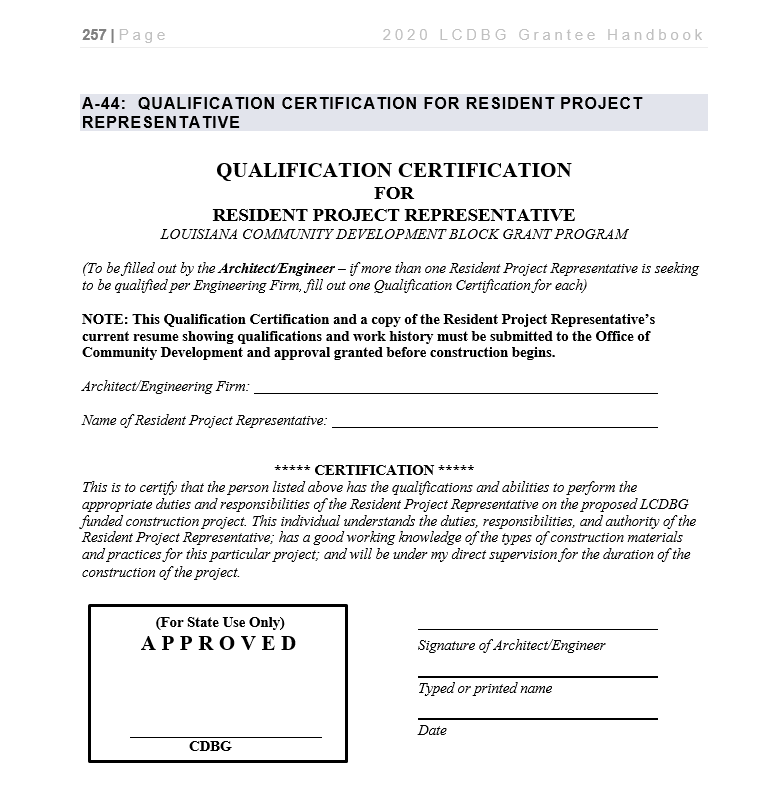 257 | Page
2020 LCDBG Grantee Handbook
A-44: QUALIFICATION CERTIFICATION FOR RESIDENT PROJECT
REPRESENTATIVE
QUALIFICATION CERTIFICATION
FOR
RESIDENT PROJECT REPRESENTATIVE
LOUISIANA COMMUNITY DEVELOPMENT BLOCK GRANT PROGRAM
(To be filled out by the Architect/Engineer – if more than one Resident Project Representative is seeking
to be qualified per Engineering Firm, fill out one Qualification Certification for each)
NOTE: This Qualification Certification and a copy of the Resident Project Representative’s
current resume showing qualifications and work history must be submitted to the Office of
Community Development and approval granted before construction begins.
Architect/Engineering Firm:
Name of Resident Project Representative:
***** CERTIFICATION *****
This is to certify that the person listed above has the qualifications and abilities to perform the
appropriate duties and responsibilities of the Resident Project Representative on the proposed LCDBG
funded construction project. This individual understands the duties, responsibilities, and authority of the
Resident Project Representative; has a good working knowledge of the types of construction materials
and practices for this particular project; and will be under my direct supervision for the duration of the
construction of the project.
(For State Use Only)
A P P R O V E D
CDBG
Signature of Architect/Engineer
Typed or printed name
Date